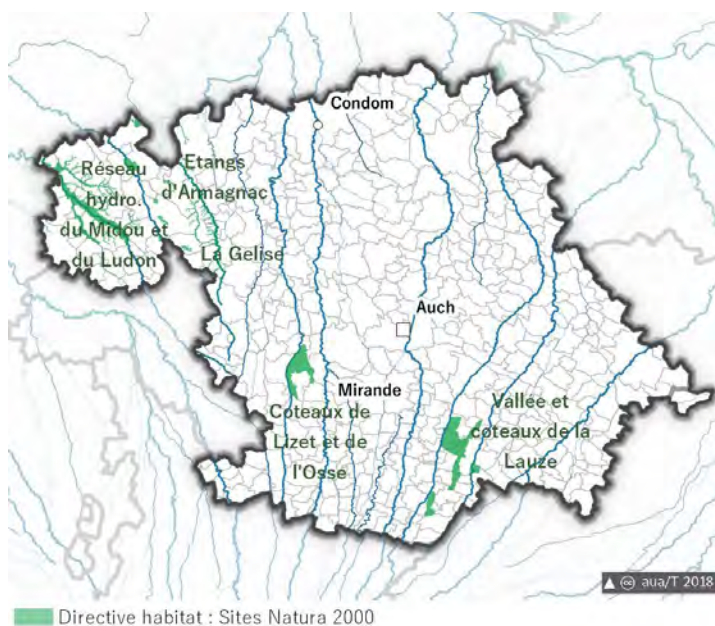 Condom
Réseau
hydro.
du Midou et
du Ludon
Etangs
d'Armagnac
La Gelise
Auch
Mirande
Coteaux de
Lizet et de
l'Osse
Vallée et
coteaux de la
Lauze
▲ cc aua/T 2018
Directive habitat : Sites Natura 2000